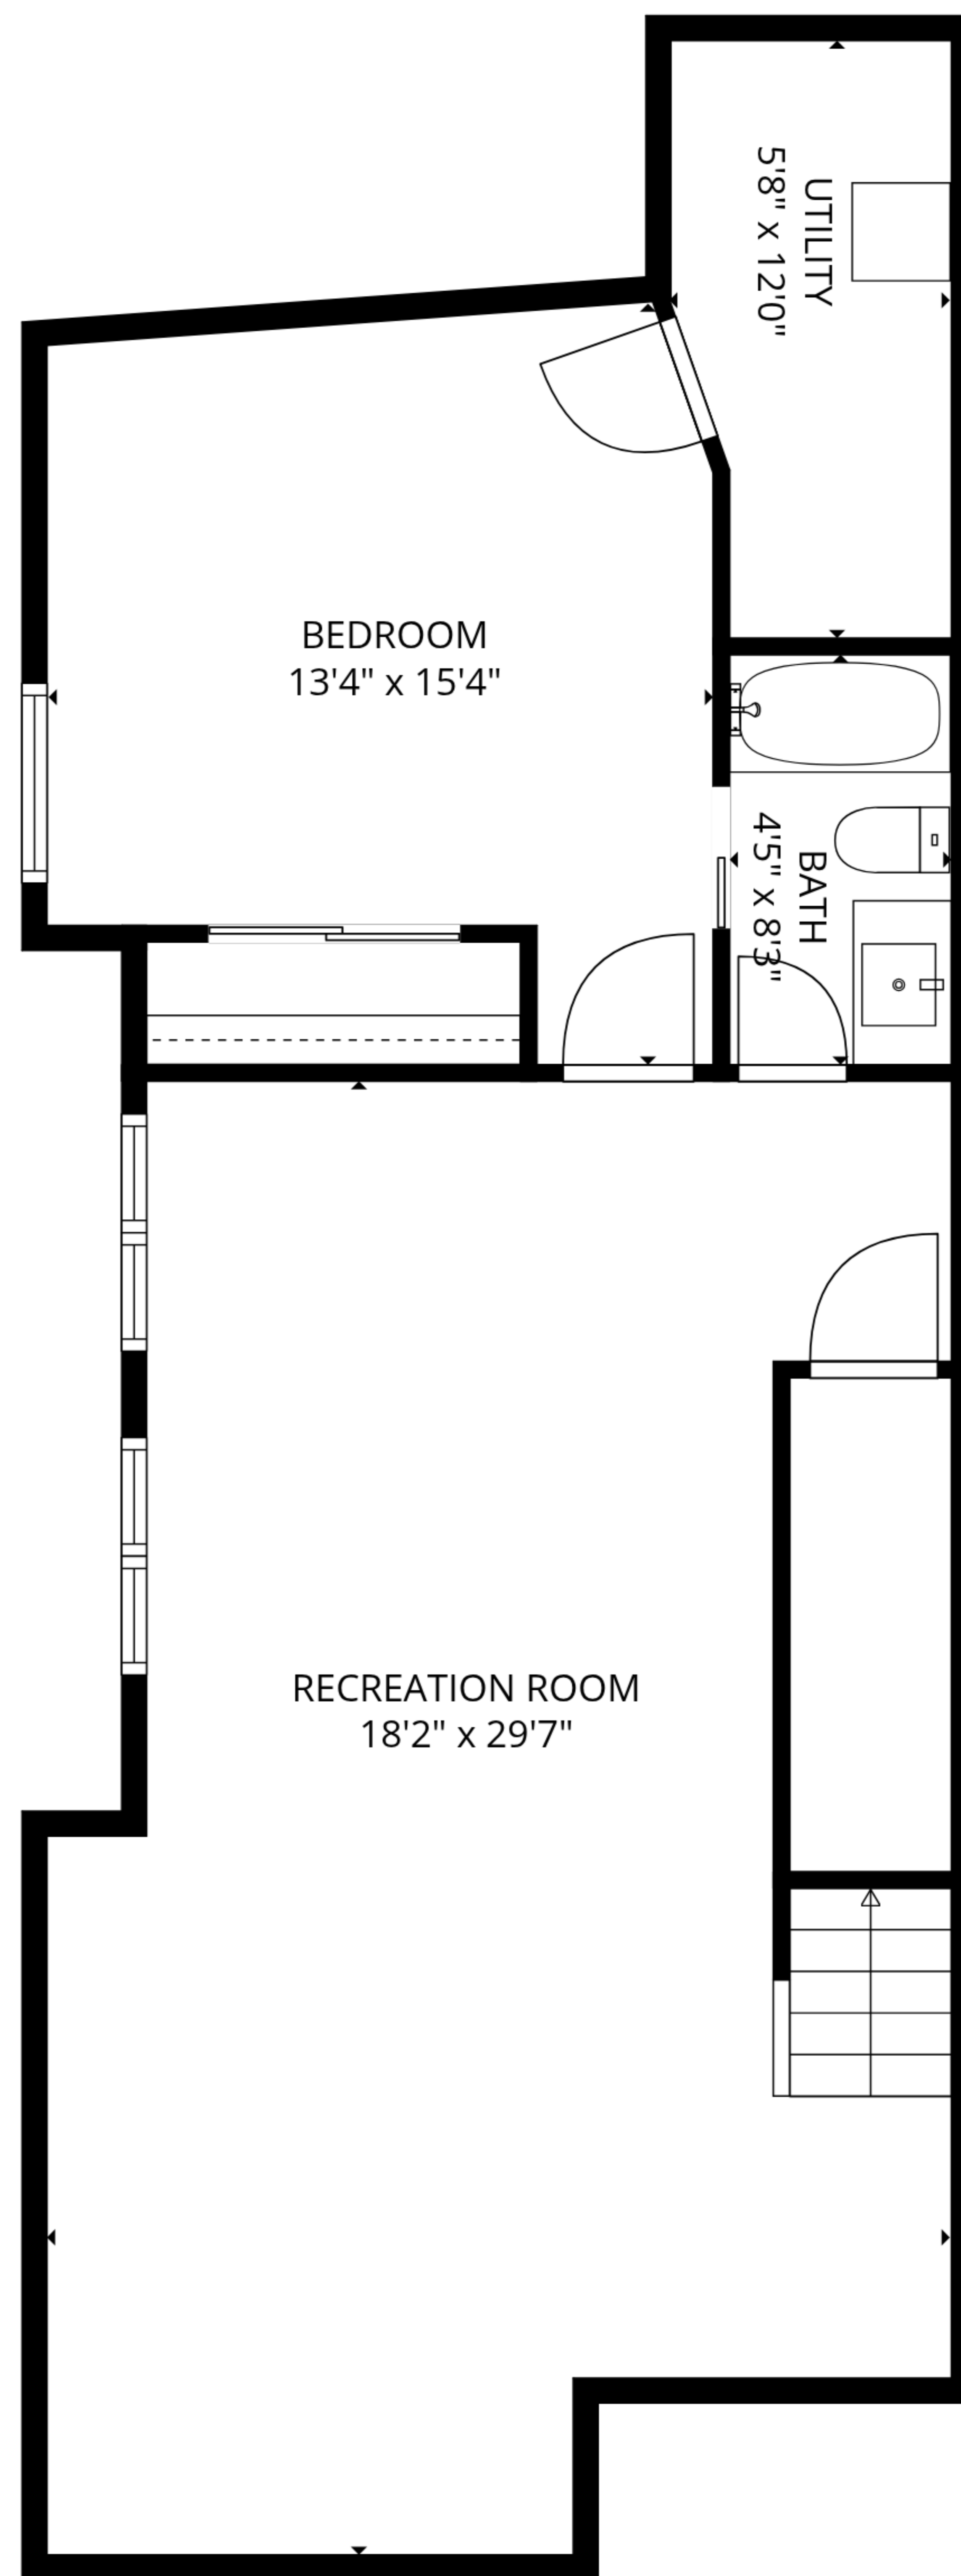 UTILITY
5'8" x 12'0"
BEDROOM
13'4" x 15'4"
BATH
4'5" x 8'3"
RECREATION ROOM
18'2" x 29'7"